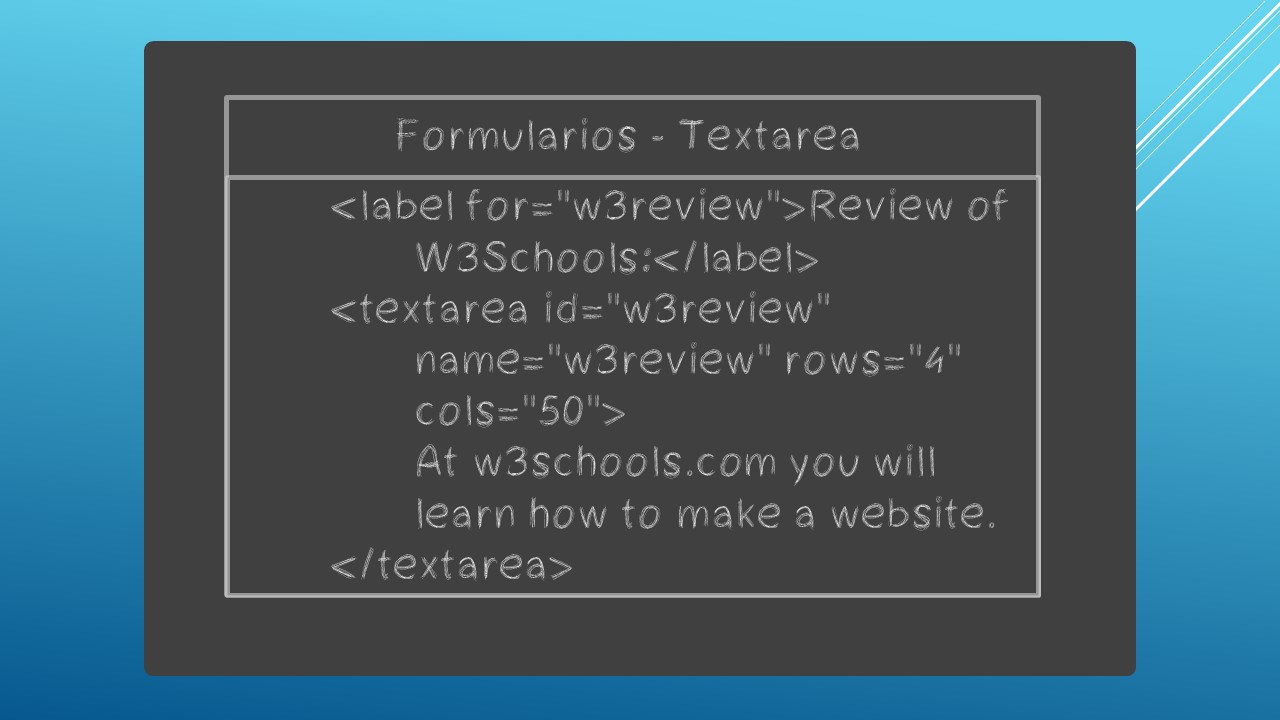 Formularios - Textarea
<label for="w3review">Review of
W3Schools:</label>
<textarea id="w3review"
name="w3review" rows="4"
cols="50">
At w3schools.com you will
learn how to make a website.
</textarea>